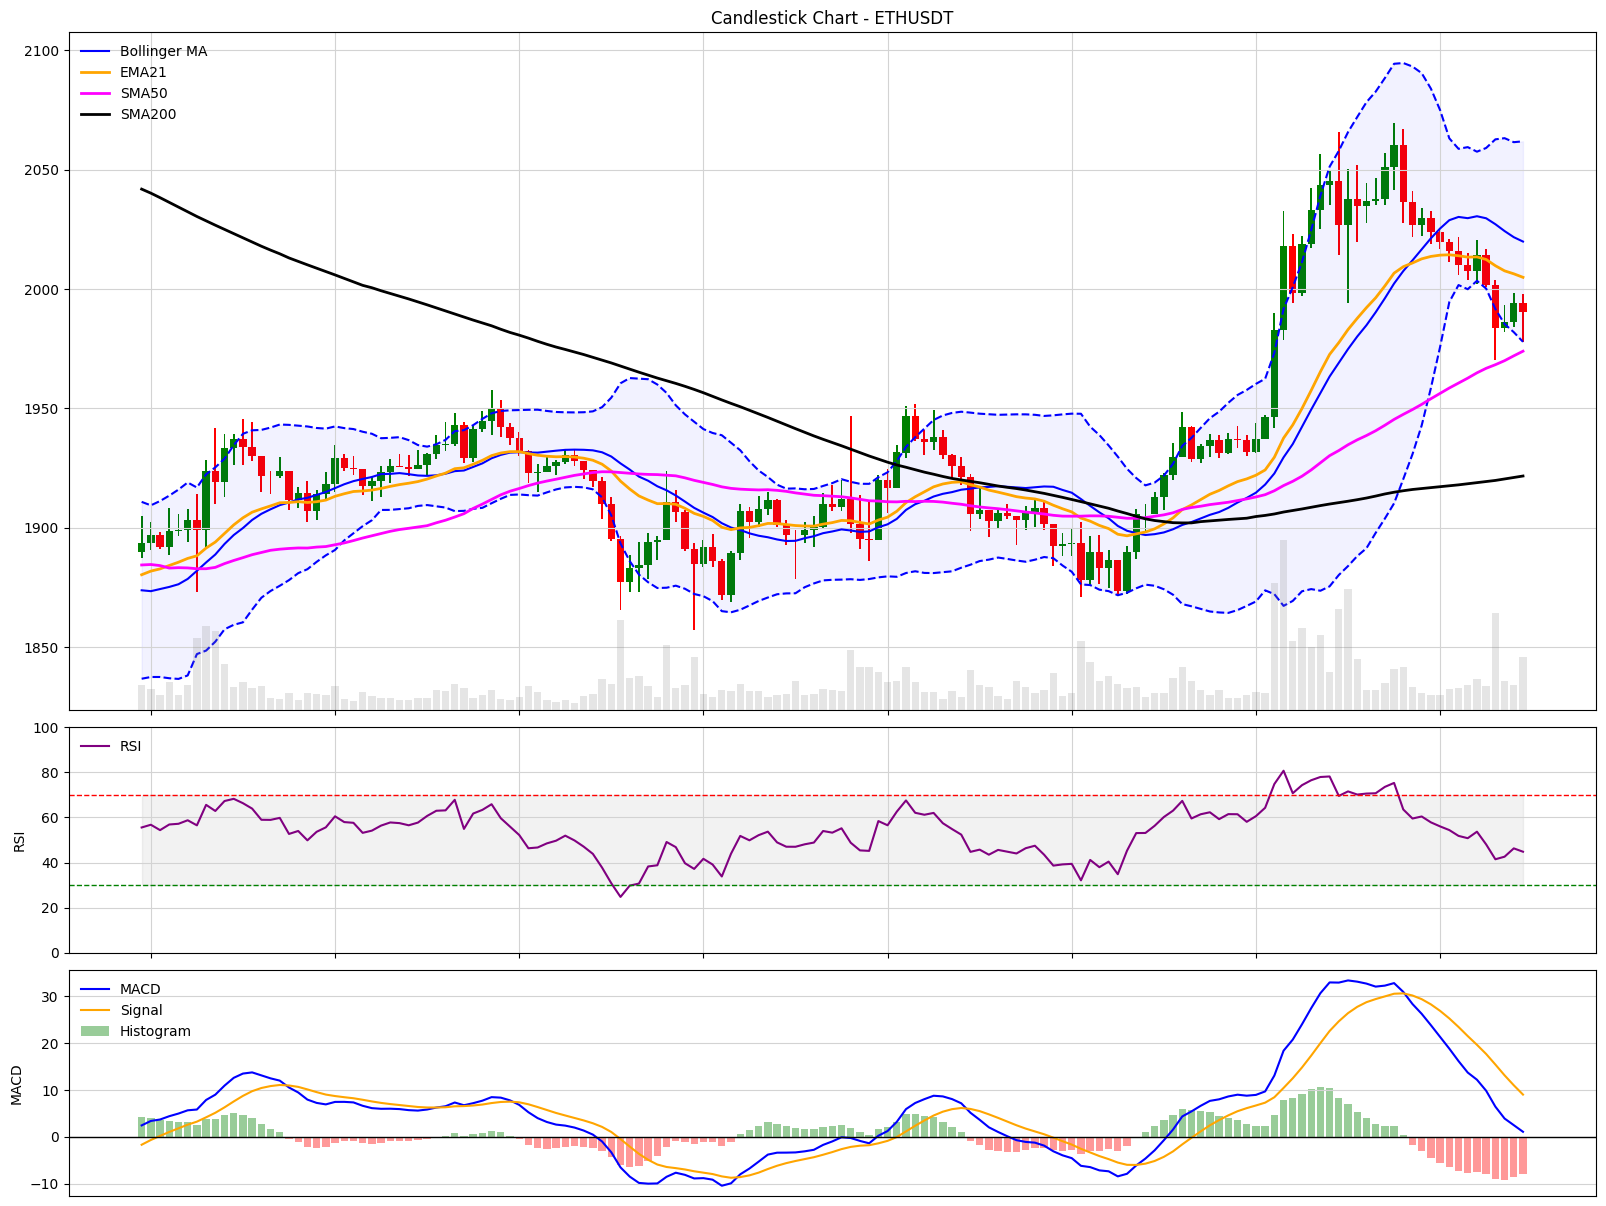 Candlestick Chart - ETHUSDT
2100
2050
2000
1950
1900
1850
Bollinger MA
EMA21
SMA50
SMA200
100
80
60
40
20
0
RSI
RSI
30
20
10
0
−10
MACD
MACD
Signal
Histogram